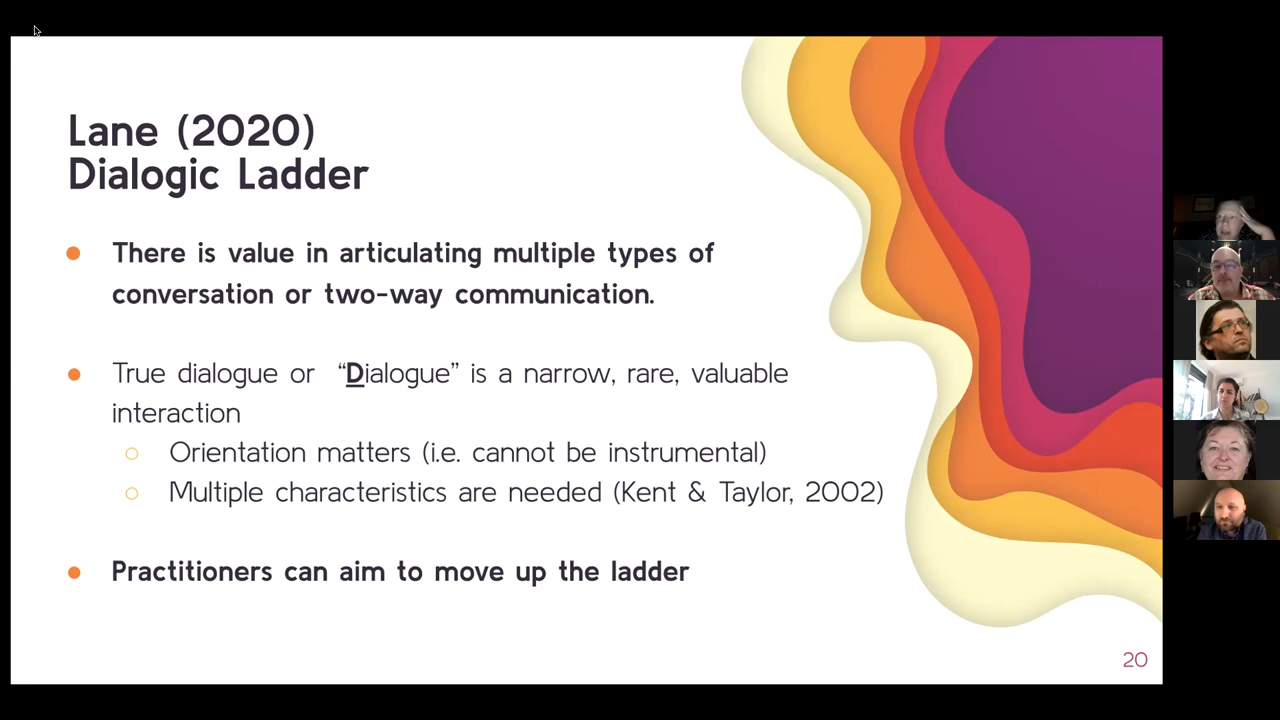 Lane (2020)
Dialogic Ladder
● There is value in articulating multiple types of
conversation or two-way communication.
● True dialogue or “Dialogue” is a narrow, rare, valuable
interaction
○ Orientation matters (i.e. cannot be instrumental)
○ Multiple characteristics are needed (Kent & Taylor, 2002)
● Practitioners can aim to move up the ladder
20